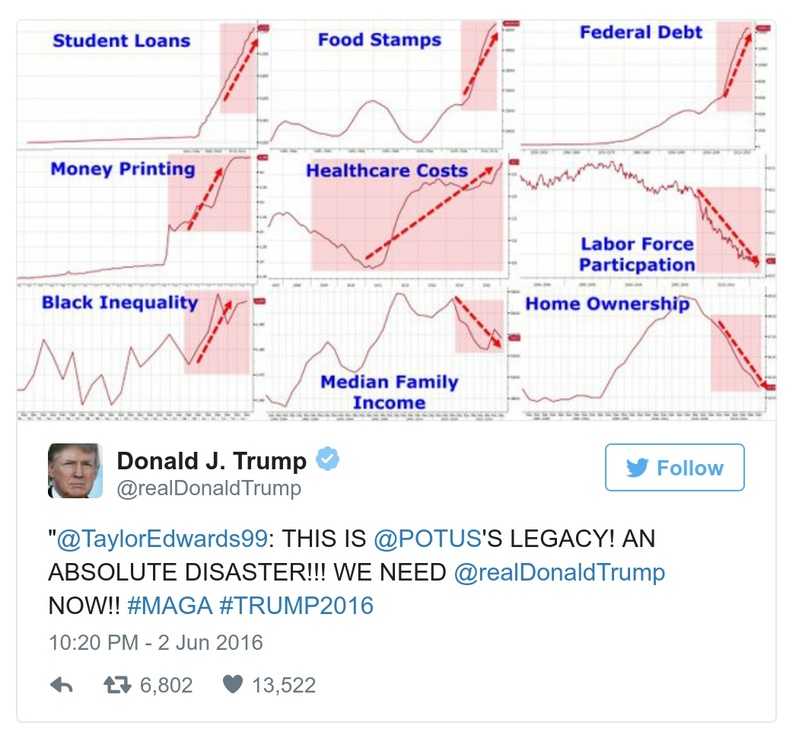 Student Loans
Food Stamps
Federal Debt
Money Printing
Healthcare Costs
Labor Force
Particpation
Black Inequality
Median Family
Income
Home Ownership
Donald J. Trump
@realDonaldTrump
Follow
"@TaylorEdwards99: THIS IS @POTUS'S LEGACY! AN
ABSOLUTE DISASTER!!! WE NEED @realDonaldTrump
NOW!! #MAGA #TRUMP2016
10:20 PM - 2 Jun 2016
6,802 13,522